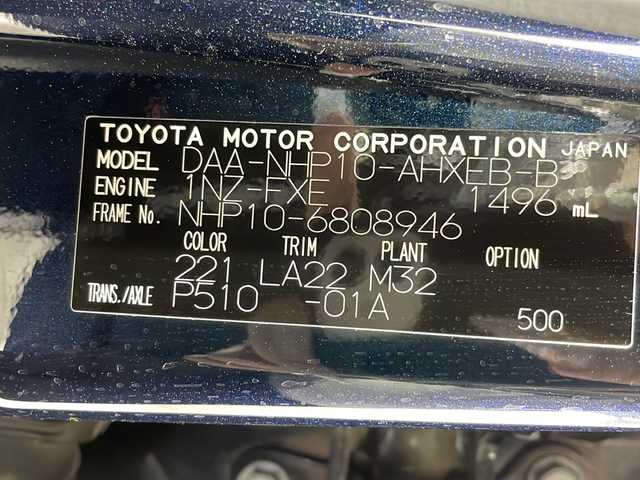 TOYOTA MOTOR CORPORATION JAPAN
MODEL DAA-NHP10-AHXEB-B
ENGINE 1NZ-FXE 1496 mL
FRAME No. NHP10-6808946
COLOR TRIM PLANT OPTION
221 LA22 M32
TRANS./AXLE P510 -01A
500